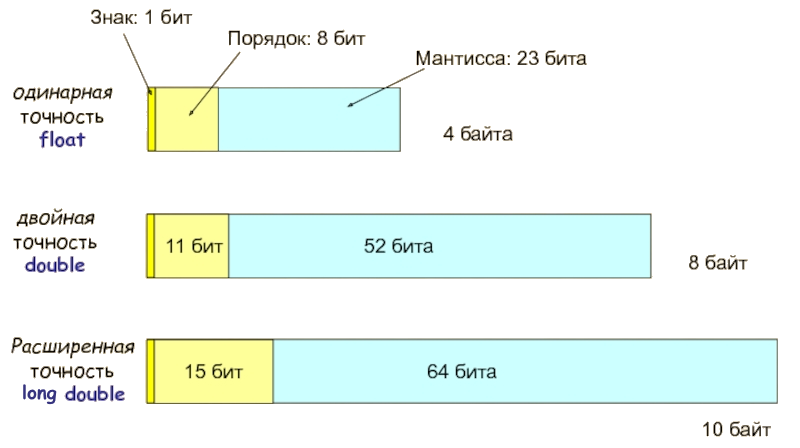 Знак: 1 бит
Порядок: 8 бит
Мантисса: 23 бита
одинарная
точность
float
4 байта
двойная
точность
double
11 бит
52 бита
8 байт
Расширенная
точность
long double
15 бит
64 бита
10 байт